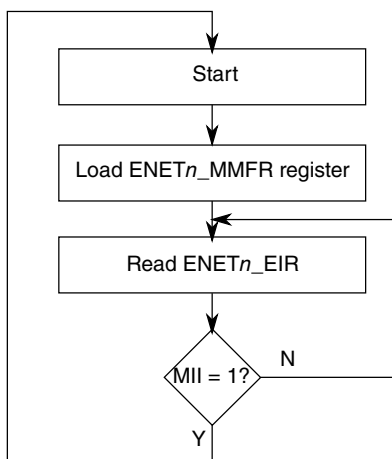 Start
Load ENETn_MMFR register
Read ENETn_EIR
MII = 1?
N
Y